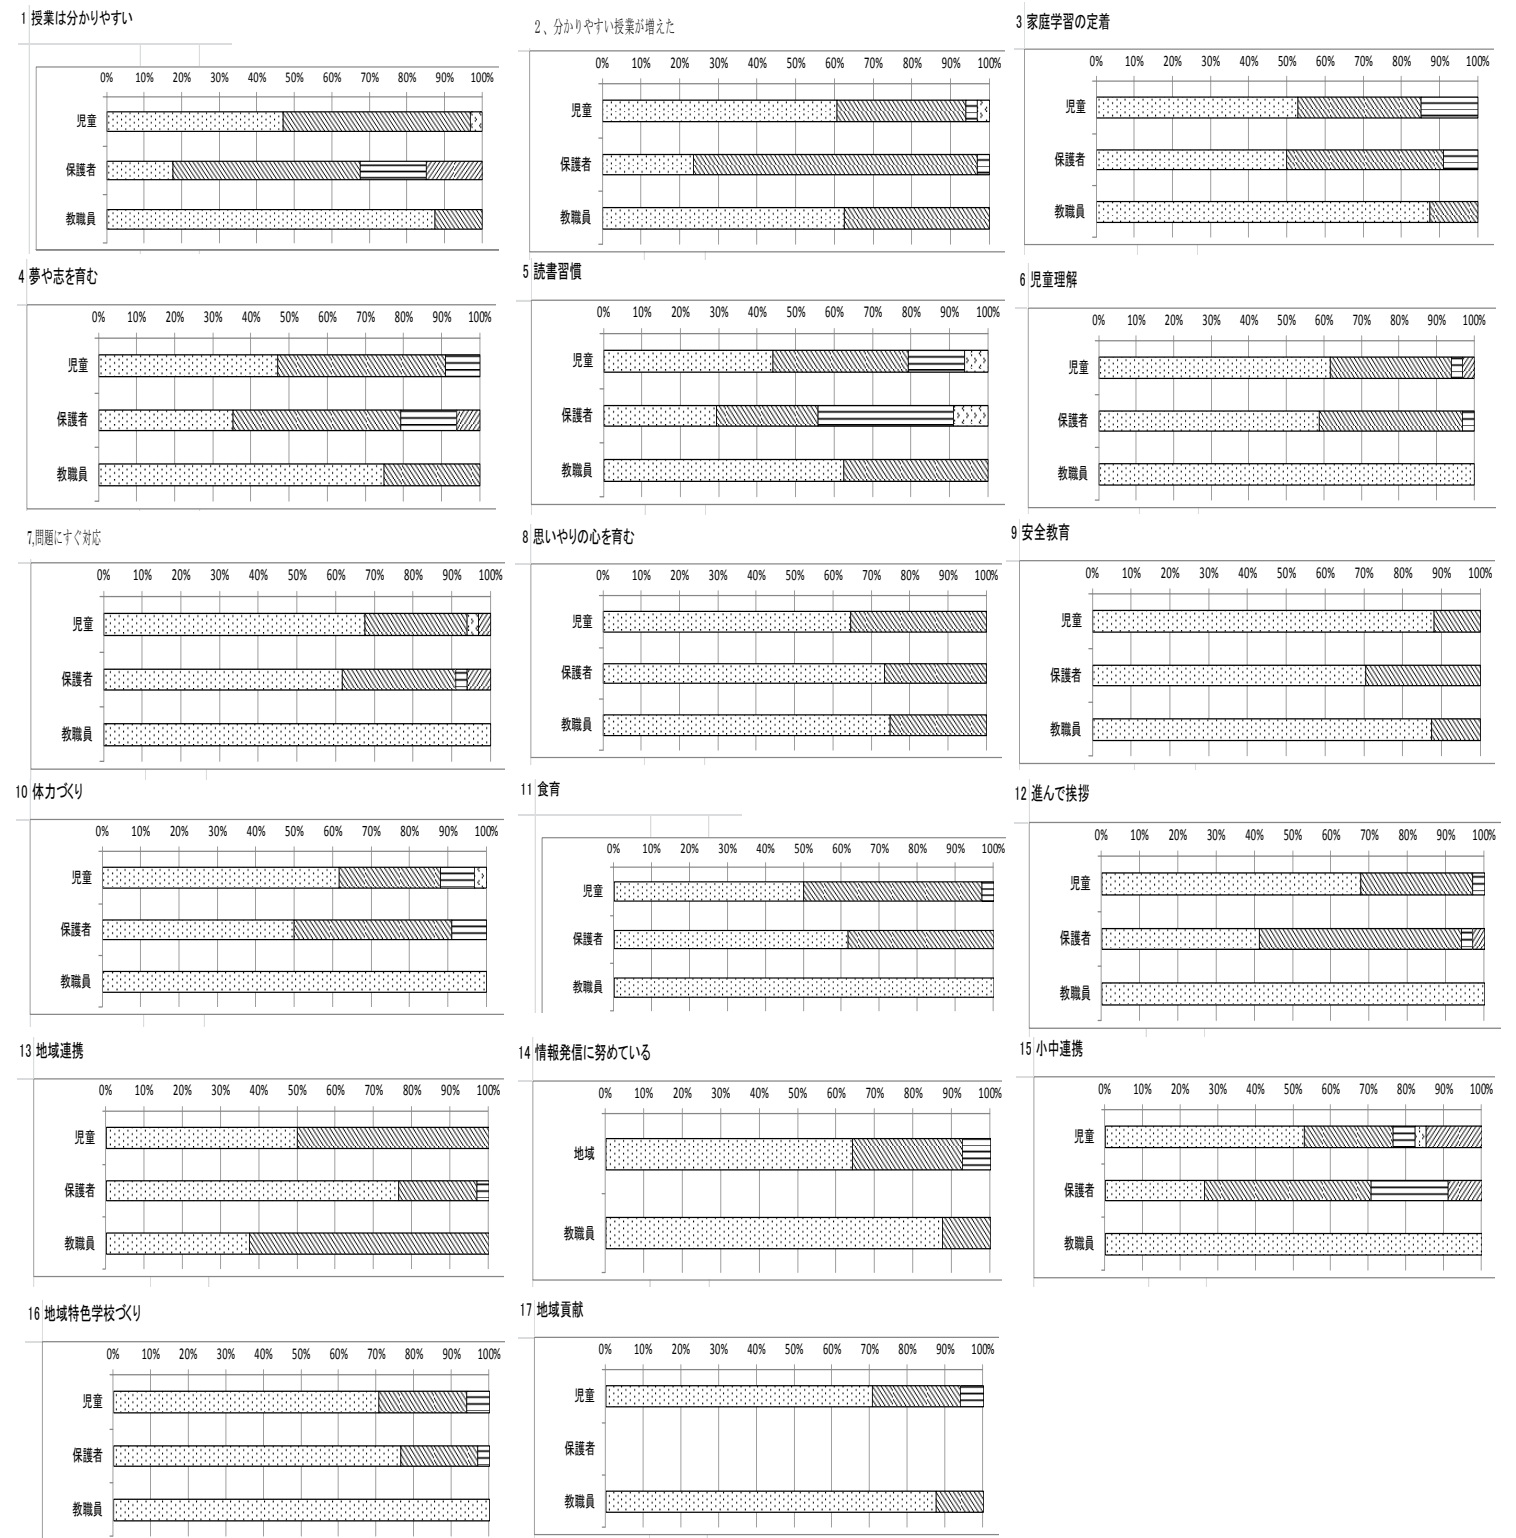 1 授業は分かりやすい
0% 10% 20% 30% 40% 50% 60% 70% 80% 90% 100%
児童
保護者
教職員
2、分かりやすい授業が増えた
0% 10% 20% 30% 40% 50% 60% 70% 80% 90% 100%
児童
保護者
教職員
3 家庭学習の定着
0% 10% 20% 30% 40% 50% 60% 70% 80% 90% 100%
児童
保護者
教職員
4 夢や志を育む
0% 10% 20% 30% 40% 50% 60% 70% 80% 90% 100%
児童
保護者
教職員
5 読書習慣
0% 10% 20% 30% 40% 50% 60% 70% 80% 90% 100%
児童
保護者
教職員
6 児童理解
0% 10% 20% 30% 40% 50% 60% 70% 80% 90% 100%
児童
保護者
教職員
7,問題にすぐ対応
0% 10% 20% 30% 40% 50% 60% 70% 80% 90% 100%
児童
保護者
教職員
8 思いやりの心を育む
0% 10% 20% 30% 40% 50% 60% 70% 80% 90% 100%
児童
保護者
教職員
9 安全教育
0% 10% 20% 30% 40% 50% 60% 70% 80% 90% 100%
児童
保護者
教職員
10 体力づくり
0% 10% 20% 30% 40% 50% 60% 70% 80% 90% 100%
児童
保護者
教職員
11 食育
0% 10% 20% 30% 40% 50% 60% 70% 80% 90% 100%
児童
保護者
教職員
12 進んで挨拶
0% 10% 20% 30% 40% 50% 60% 70% 80% 90% 100%
児童
保護者
教職員
13 地域連携
0% 10% 20% 30% 40% 50% 60% 70% 80% 90% 100%
児童
保護者
教職員
14 情報発信に努めている
0% 10% 20% 30% 40% 50% 60% 70% 80% 90% 100%
地域
教職員
15 小中連携
0% 10% 20% 30% 40% 50% 60% 70% 80% 90% 100%
児童
保護者
教職員
16 地域特色学校づくり
0% 10% 20% 30% 40% 50% 60% 70% 80% 90% 100%
児童
保護者
教職員
17 地域貢献
0% 10% 20% 30% 40% 50% 60% 70% 80% 90% 100%
児童
保護者
教職員